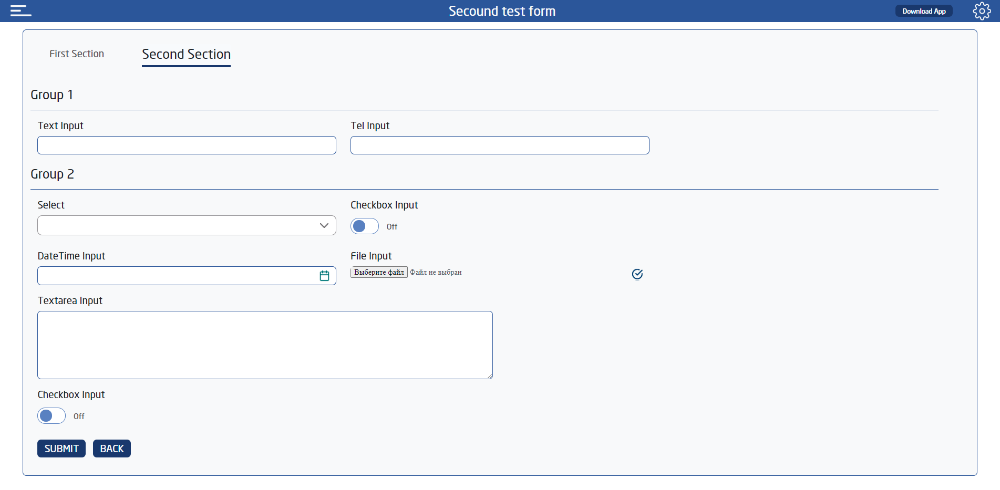 Secound test form
Download App
First Section
Second Section
Group 1
Text Input
Tel Input
Group 2
Select
Checkbox Input
Off
DateTime Input
File Input
Выберите файл Файл не выбран
Textarea Input
Checkbox Input
Off
SUBMIT
BACK